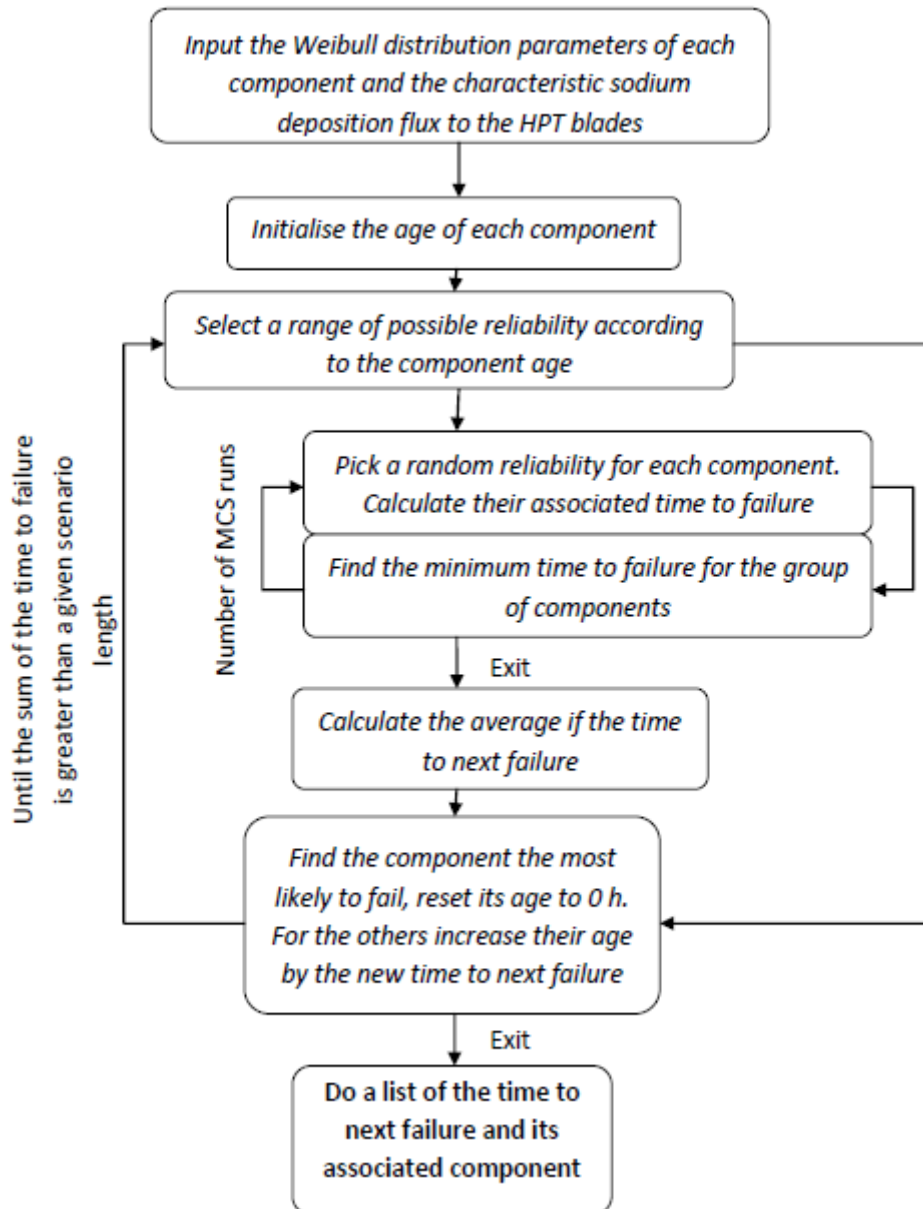 Input the Weibull distribution parameters of each
component and the characteristic sodium
deposition flux to the HPT blades
Initialise the age of each component
Select a range of possible reliability according
to the component age
Pick a random reliability for each component.
Calculate their associated time to failure
Find the minimum time to failure for the group
of components
Number of MCS runs
Until the sum of the time to failure
is greater than a given scenario
length
Exit
Calculate the average if the time
to next failure
Find the component the most
likely to fail, reset its age to 0 h.
For the others increase their age
by the new time to next failure
Exit
Do a list of the time to
next failure and its
associated component